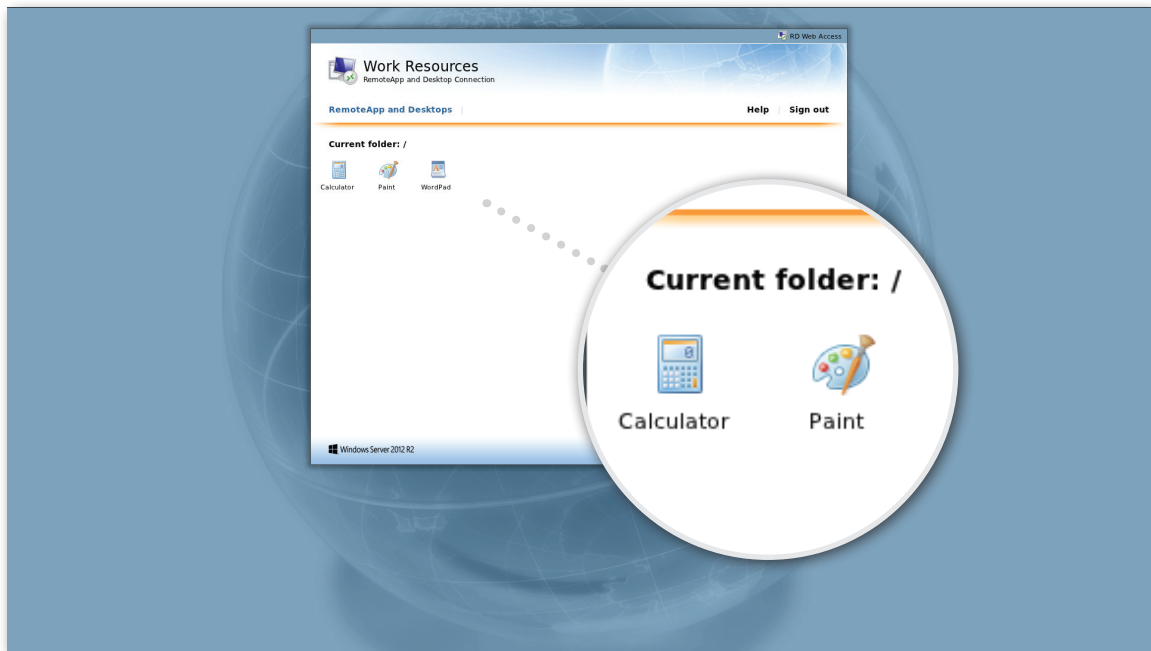 RD Web Access
Work Resources
RemoteApp and Desktop Connection
RemoteApp and Desktops
Help
Sign out
Current folder: /
Calculator
Paint
WordPad
Current folder: /
Calculator
Paint
Windows Server 2012 R2